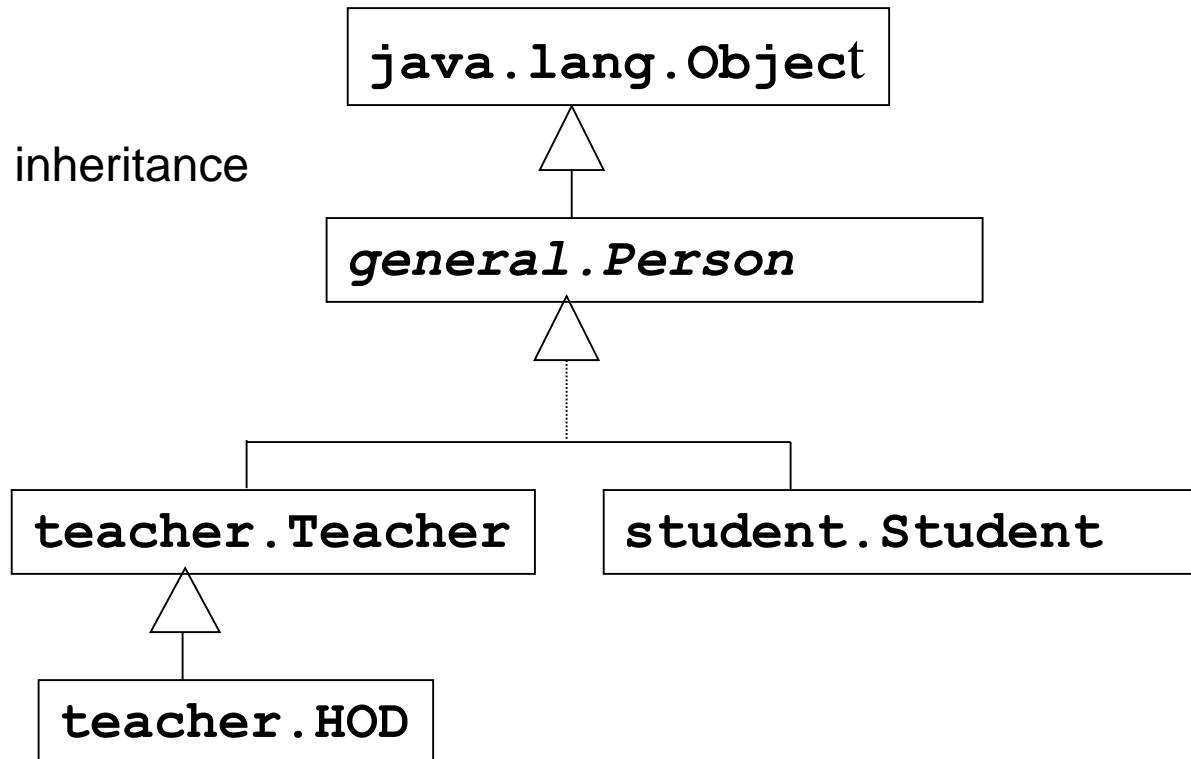 java.lang.Object
inheritance
general.Person
teacher.Teacher
student.Student
teacher.HOD